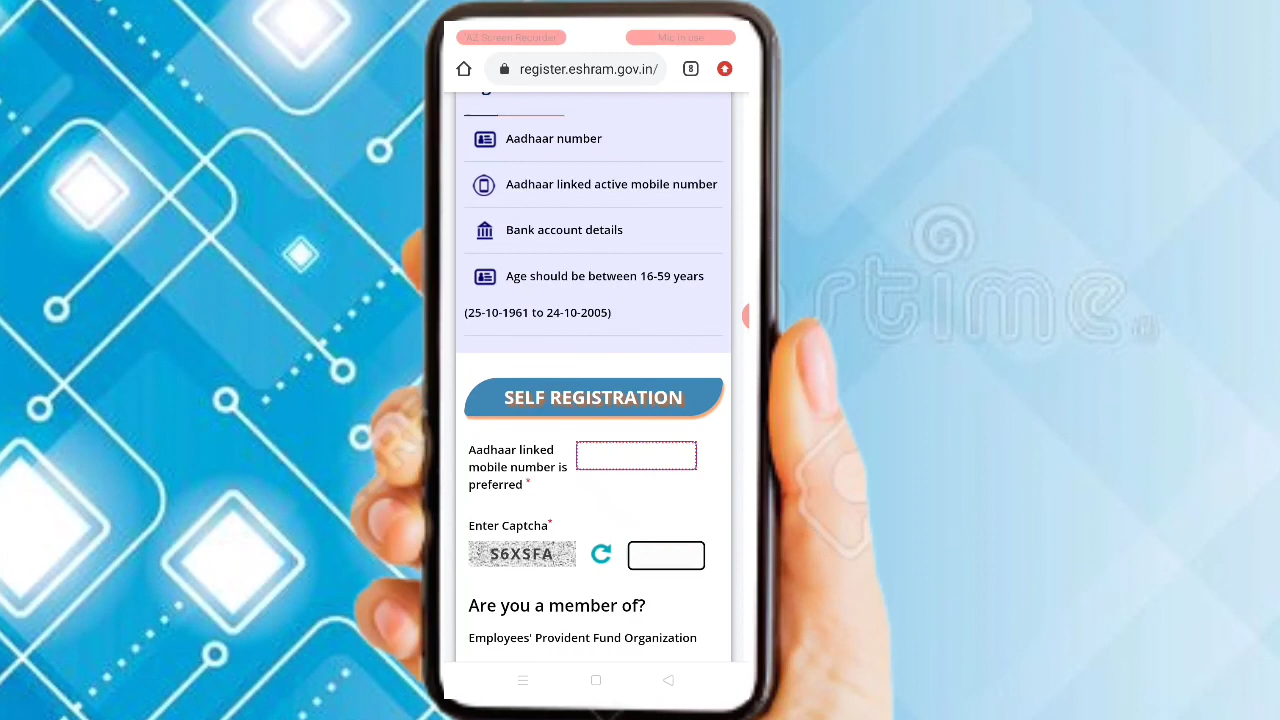 AZ Screen Recorder
Mic in use
register.eshram.gov.in/
8
Aadhaar number
Aadhaar linked active mobile number
Bank account details
Age should be between 16-59 years
(25-10-1961 to 24-10-2005)
SELF REGISTRATION
Aadhaar linked
mobile number is
preferred *
Enter Captcha*
S6XSFA
Are you a member of?
Employees' Provident Fund Organization